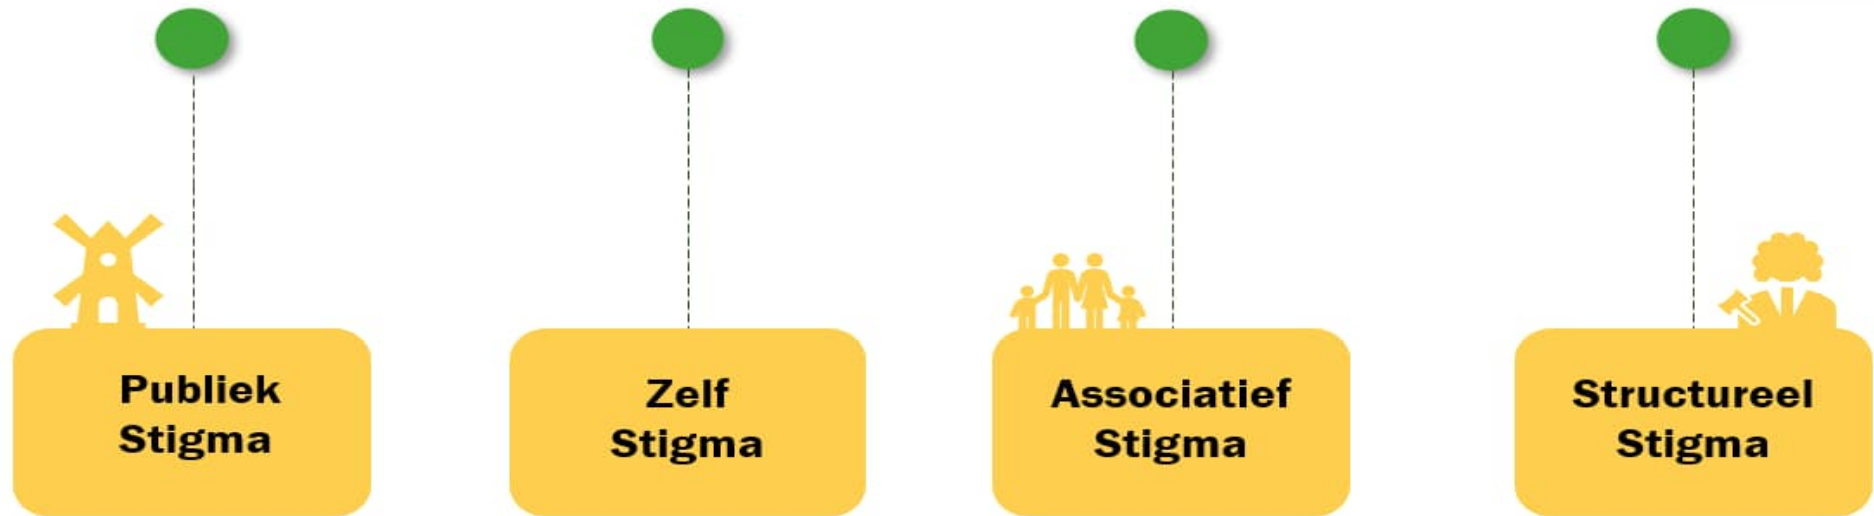 Publiek
Stigma
Zelf
Stigma
Associatief
Stigma
Structureel
Stigma